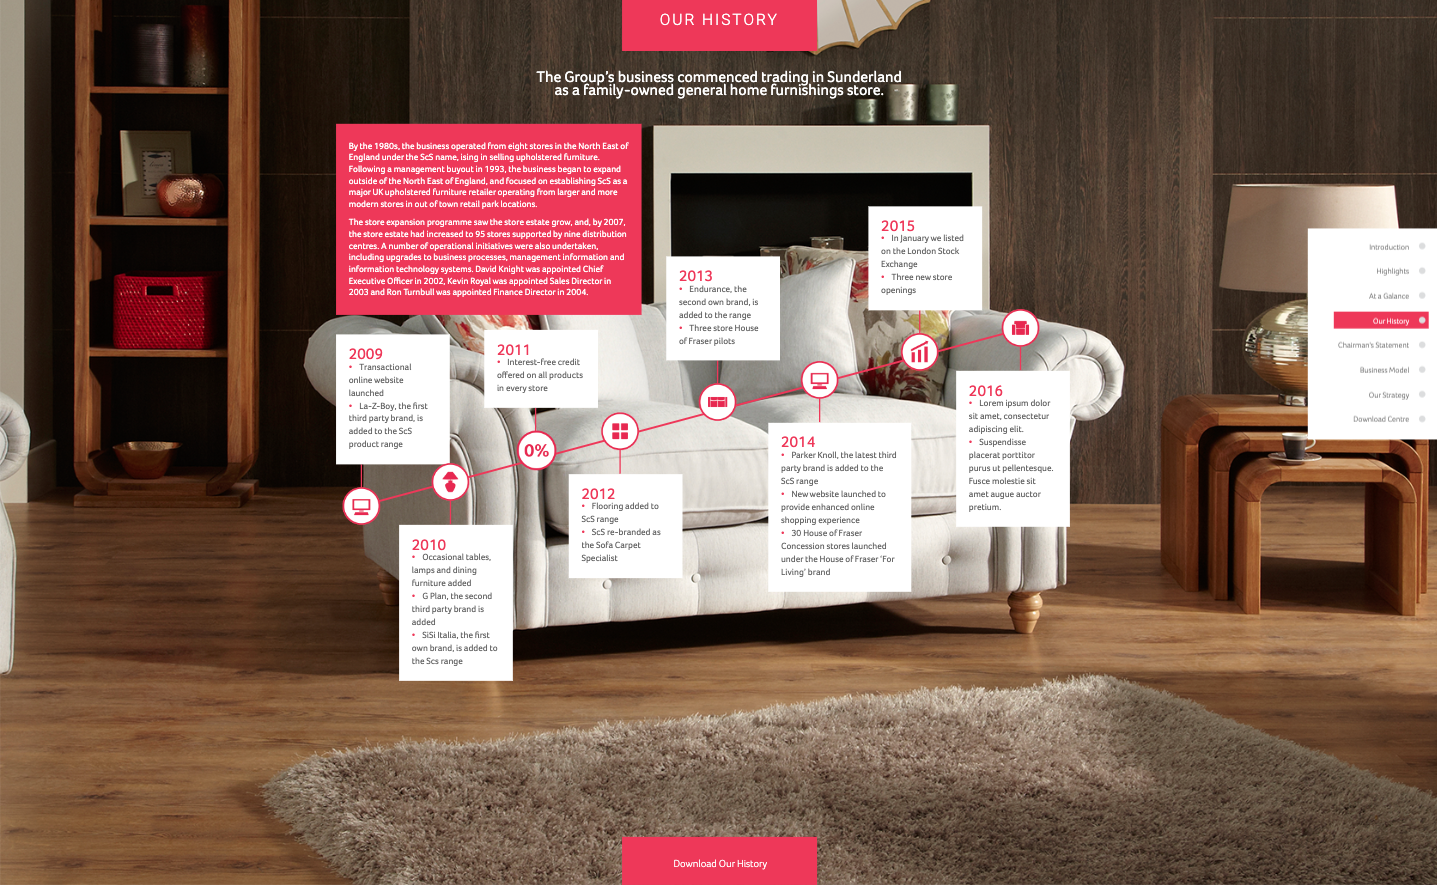 OUR HISTORY
The Group's business commenced trading in Sunderland
as a family-owned general home furnishings store.
By the 1980s, the business operated from eight stores in the North East of
England under the ScS name, ising in selling upholstered furniture.
Following a management buyout in 1993, the business began to expand
outside of the North East of England, and focused on establishing ScS as a
major UK upholstered furniture retailer operating from larger and more
modern stores in out of town retail park locations.
The store expansion programme saw the store estate grow, and, by 2007,
the store estate had increased to 95 stores supported by nine distribution
centres. A number of operational initiatives were also undertaken,
including upgrades to business processes, management information and
information technology systems. David Knight was appointed Chief
Executive Officer in 2002, Kevin Royal was appointed Sales Director in
2003 and Ron Turnbull was appointed Finance Director in 2004.
2009
• Transactional
online website
launched
• La-Z-Boy, the first
third party brand, is
added to the ScS
product range
2010
• Occasional tables,
lamps and dining
furniture added
• G Plan, the second
third party brand is
added
• SiSi Italia, the first
own brand, is added to
the Scs range
2011
• Interest-free credit
offered on all products
in every store
0%
2012
• Flooring added to
ScS range
• ScS re-branded as
the Sofa Carpet
Specialist
2013
• Endurance, the
second own brand, is
added to the range
• Three store House
of Fraser pilots
2014
• Parker Knoll, the latest third
party brand is added to the
ScS range
• New website launched to
provide enhanced online
shopping experience
• 30 House of Fraser
Concession stores launched
under the House of Fraser 'For
Living' brand
2015
• In January we listed
on the London Stock
Exchange
• Three new store
openings
2016
• Lorem ipsum dolor
sit amet, consectetur
adipiscing elit.
• Suspendisse
placerat porttitor
purus ut pellentesque.
Fusce molestie sit
amet augue auctor
pretium.
Introduction
Highlights
At a Galance
Our History
Chairman's Statement
Business Model
Our Strategy
Download Centre
Download Our History